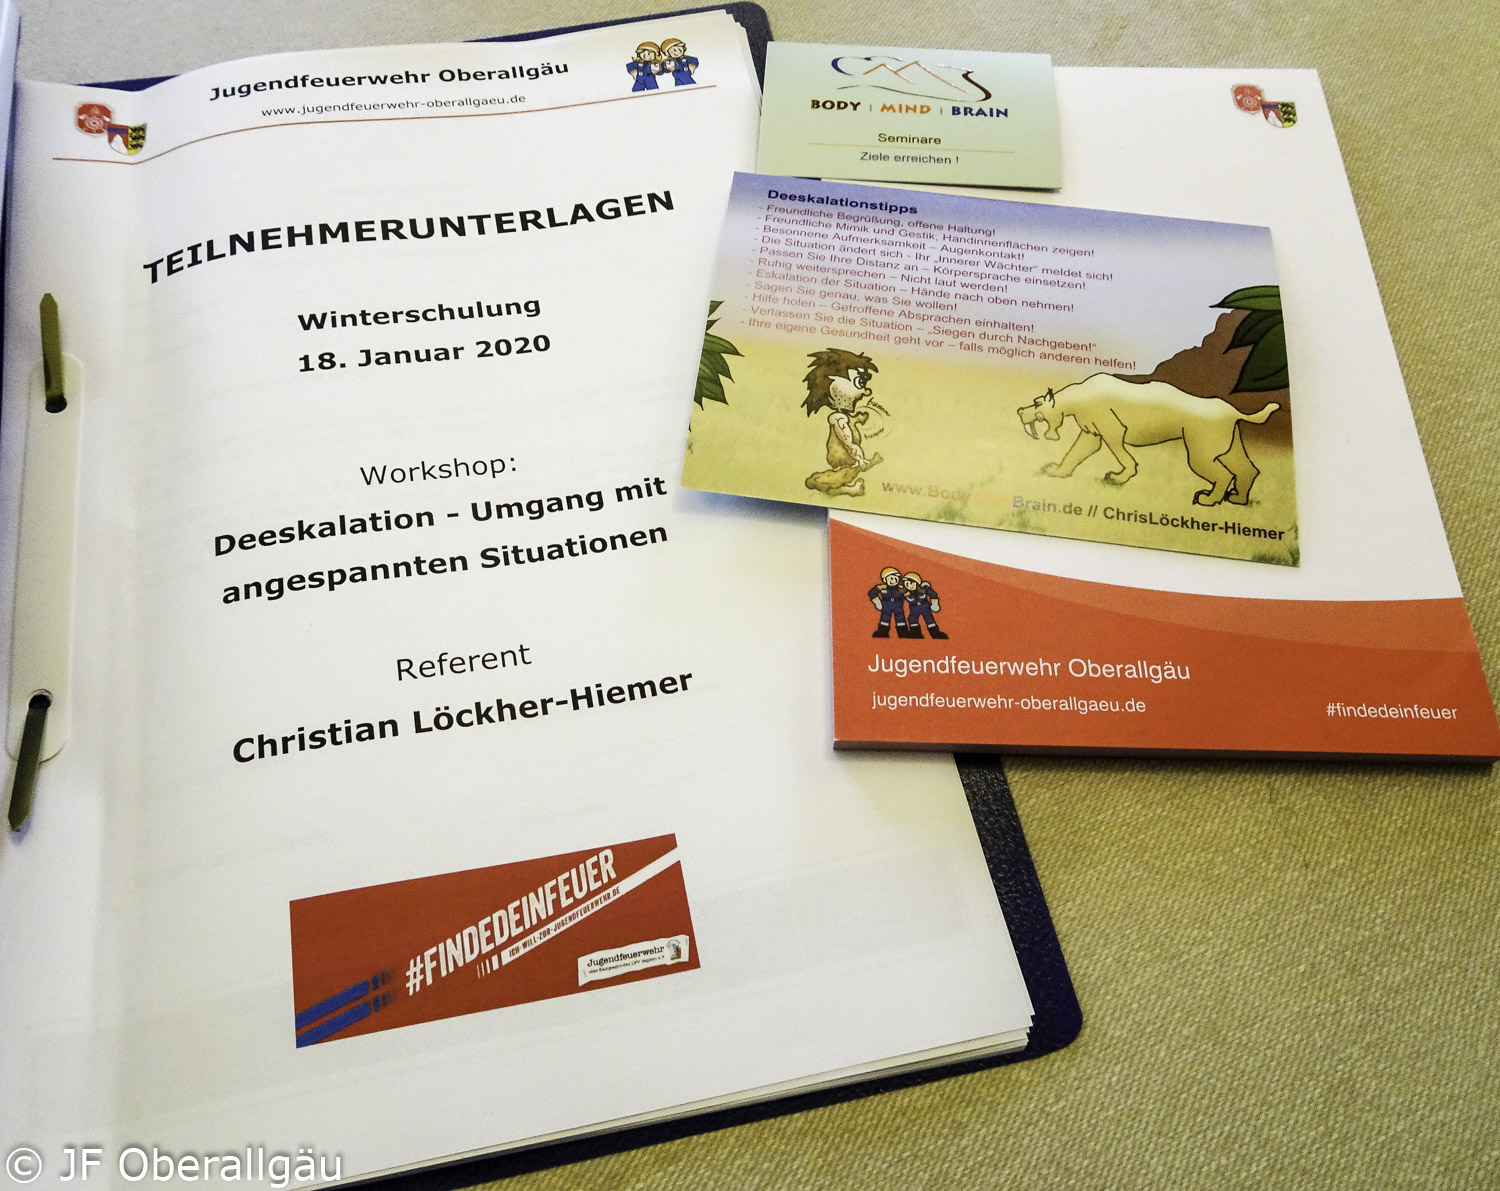 Jugendfeuerwehr Oberallgäu
www.jugendfeuerwehr-oberallgaeu.de
TEILNEHMERUNTERLAGEN
Winterschulung
18. Januar 2020
Workshop:
Deeskalation - Umgang mit
angespannten Situationen
Referent
Christian Löckher-Hiemer
#FINDEDEINFEUER
ICH-WILL-ZUR-JUGENDFEUERWEHR.DE
Jugendfeuerwehr
BODY | MIND | BRAIN
Seminare
Ziele erreichen !
Deeskalationstipps
- Freundliche Begrüßung, offene Haltung!
- Freundliche Mimik und Gestik, Handinnenflächen zeigen!
- Besonnene Aufmerksamkeit – Augenkontakt!
- Die Situation ändert sich - Ihr „Innerer Wächter“ meldet sich!
- Passen Sie Ihre Distanz an – Körpersprache einsetzen!
- Ruhig weitersprechen – Nicht laut werden!
- Eskalation der Situation – Hände nach oben nehmen!
- Sagen Sie genau, was Sie wollen!
- Hilfe holen – Getroffene Absprachen einhalten!
- Verlassen Sie die Situation – „Siegen durch Nachgeben!“
- Ihre eigene Gesundheit geht vor – falls möglich anderen helfen!
Brain.de // ChrisLöckher-Hiemer
Jugendfeuerwehr Oberallgäu
jugendfeuerwehr-oberallgaeu.de
#findedeinfeuer
© JF Oberallgäu